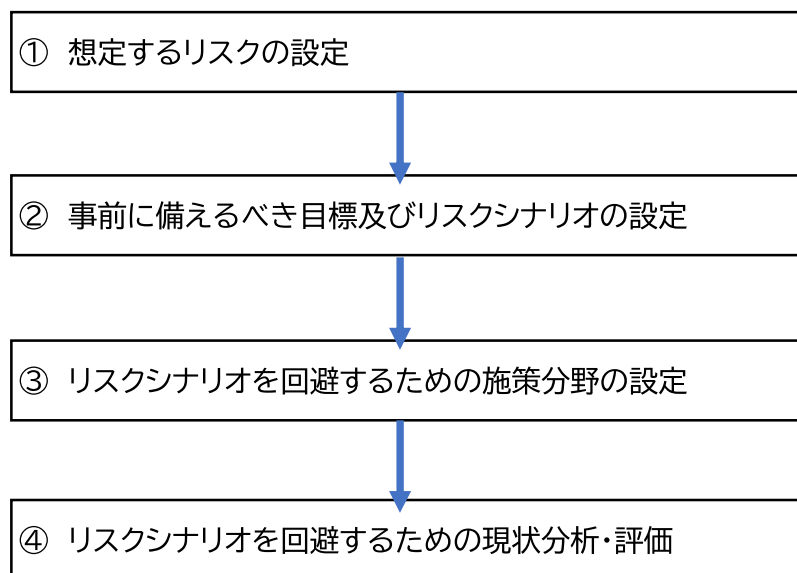 ① 想定するリスクの設定
② 事前に備えるべき目標及びリスクシナリオの設定
③ リスクシナリオを回避するための施策分野の設定
④ リスクシナリオを回避するための現状分析・評価